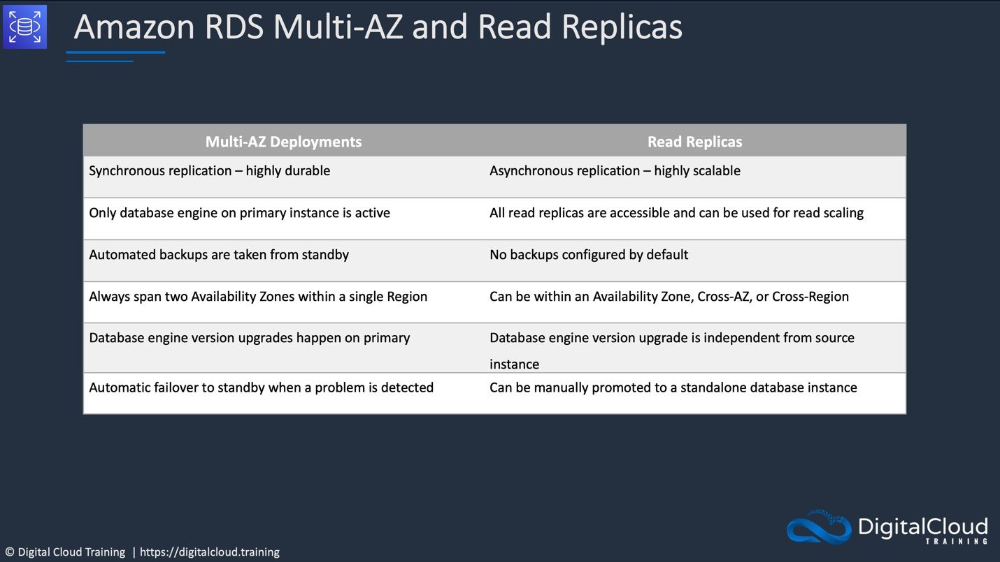 Amazon RDS Multi-AZ and Read Replicas
Multi-AZ Deployments Read Replicas
Synchronous replication – highly durable Asynchronous replication – highly scalable
Only database engine on primary instance is active All read replicas are accessible and can be used for read scaling
Automated backups are taken from standby No backups configured by default
Always span two Availability Zones within a single Region Can be within an Availability Zone, Cross-AZ, or Cross-Region
Database engine version upgrades happen on primary Database engine version upgrade is independent from source
instance
Automatic failover to standby when a problem is detected Can be manually promoted to a standalone database instance
DigitalCloud
TRAINING
© Digital Cloud Training | https://digitalcloud.training